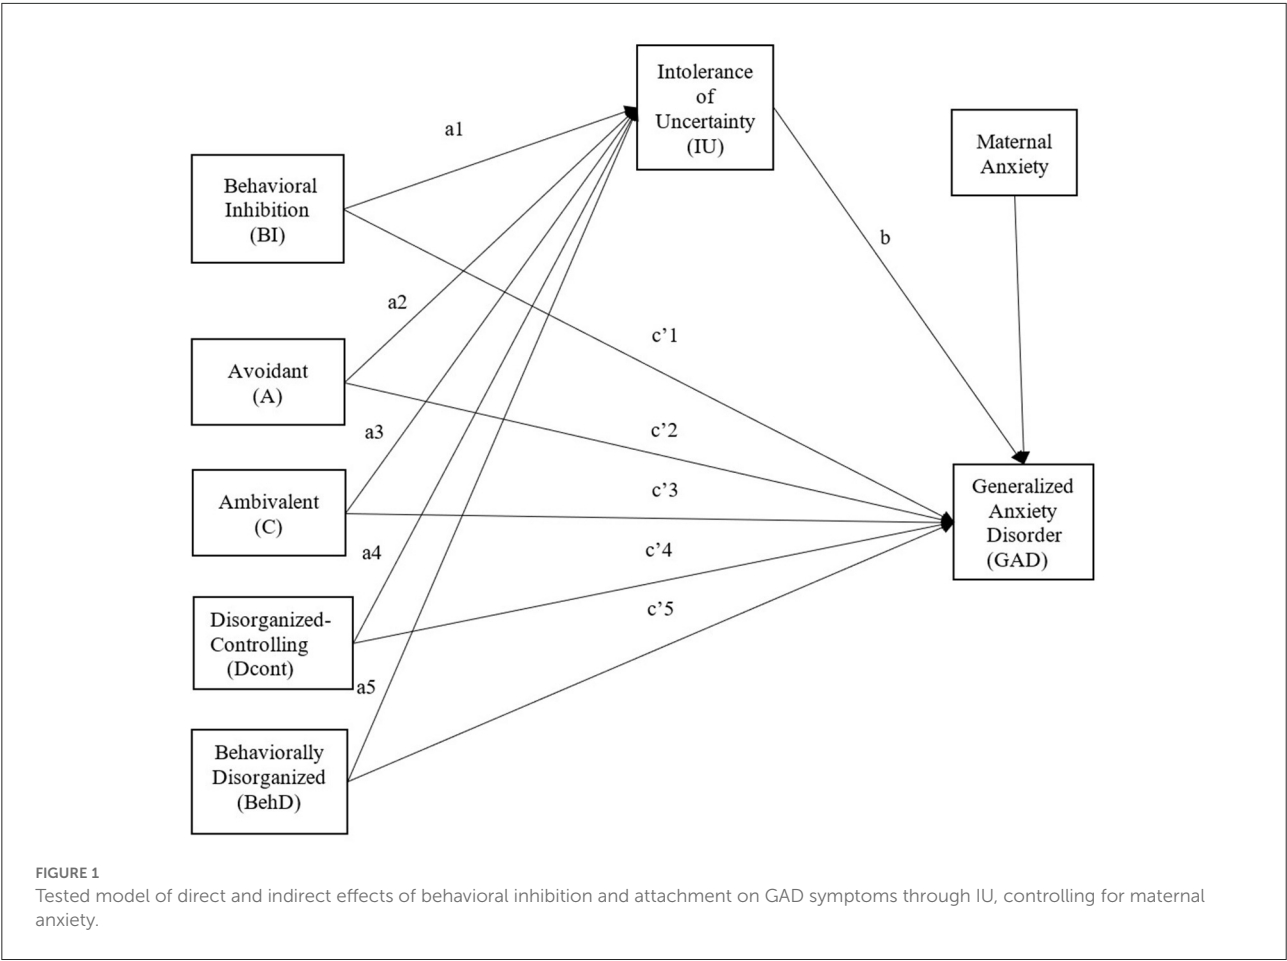 Intolerance
of
Uncertainty
(IU)
Maternal
Anxiety
a1
Behavioral
Inhibition
(BI)
b
a2
c’1
Avoidant
(A)
a3
c’2
Ambivalent
(C)
c’3
Generalized
Anxiety
Disorder
(GAD)
a4
c’4
Disorganized-
Controlling
(Dcont)
c’5
a5
Behaviorally
Disorganized
(BehD)
FIGURE 1
Tested model of direct and indirect effects of behavioral inhibition and attachment on GAD symptoms through IU, controlling for maternal
anxiety.